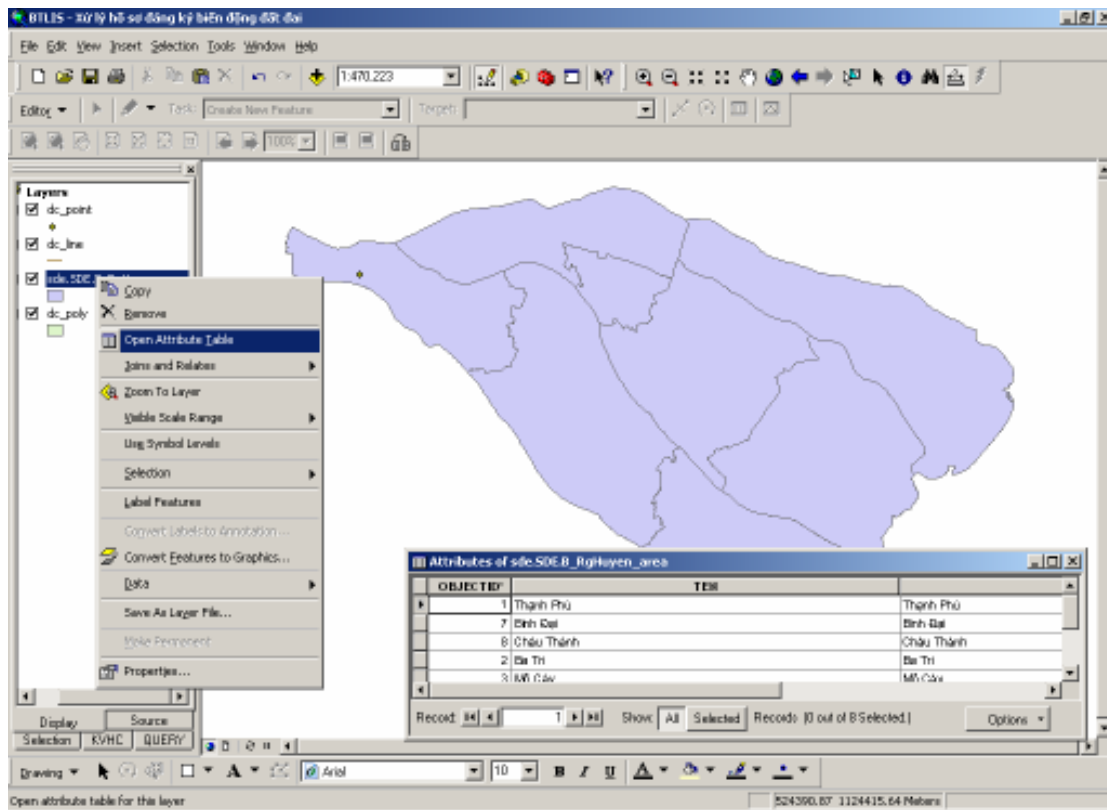 BTLIS - Xử lý hồ sơ đăng ký biến động đất đai
File Edit View Insert Selection Tools Window Help
1:470.223
Editor Task: Create New Feature Target:
100%
Layers
dc_point
dc_line
sde.SDE.
dc_poly
Copy
Remove
Open Attribute Table
Joins and Relates
Zoom To Layer
Visible Scale Range
Use Symbol Levels
Selection
Label Features
Convert Labels to Annotation...
Convert Features to Graphics...
Data
Save As Layer File...
Make Permanent
Properties...
Attributes of sde.SDE.B_RgHuyen_area
OBJECTID* TEN
1 Thạnh Phú Thạnh Phú
7 Bình Đại Bình Đại
8 Châu Thành Châu Thành
2 Ba Tri Ba Tri
3 Mỏ Cày Mỏ Cày
Record: 1 Show: All Selected Records (0 out of 8 Selected.) Options
Display Source
Selection KVHC QUERY
Drawing A Arial 10 B I U A
Open attribute table for this layer 524390.87 1124415.64 Meters